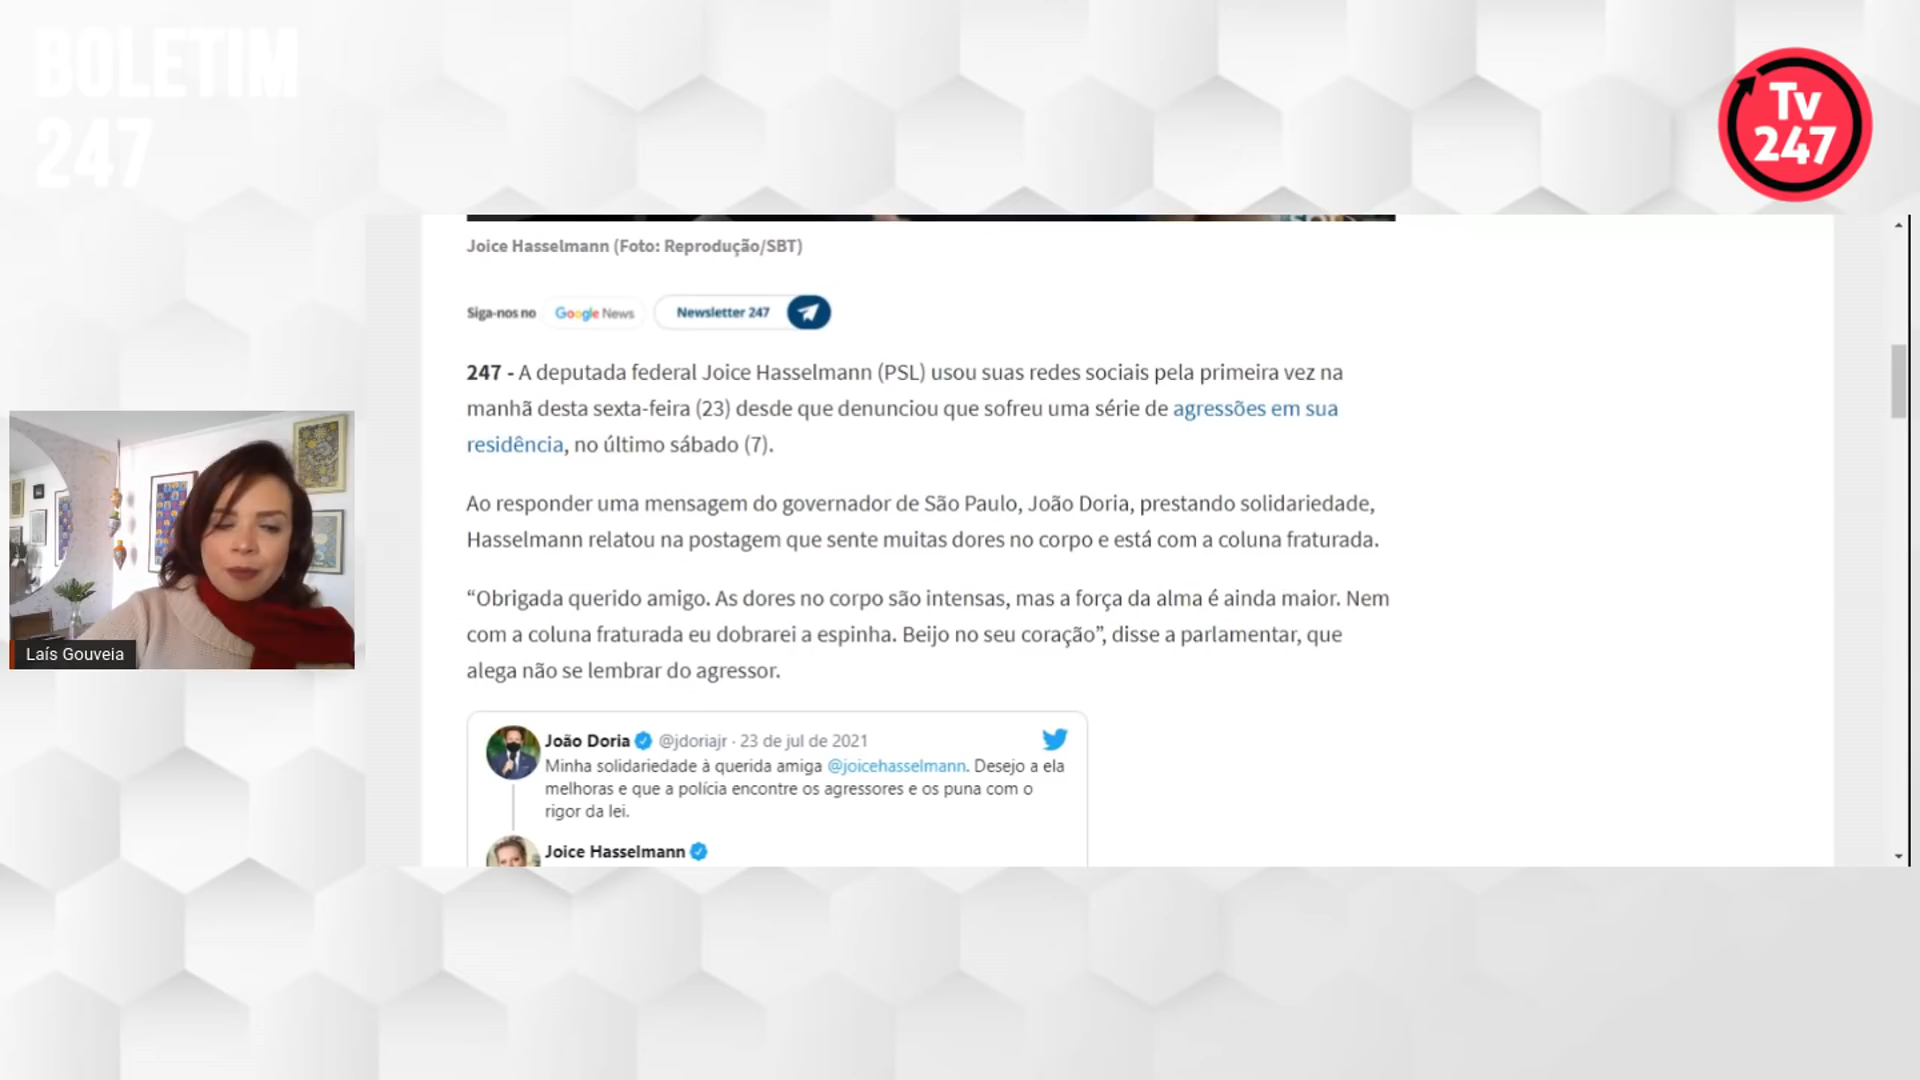 BOLETIM
247
Tv
247
Joice Hasselmann (Foto: Reprodução/SBT)
Siga-nos no Google News Newsletter 247
247 - A deputada federal Joice Hasselmann (PSL) usou suas redes sociais pela primeira vez na
manhã desta sexta-feira (23) desde que denunciou que sofreu uma série de agressões em sua
residência, no último sábado (7).
Ao responder uma mensagem do governador de São Paulo, João Doria, prestando solidariedade,
Hasselmann relatou na postagem que sente muitas dores no corpo e está com a coluna fraturada.
“Obrigada querido amigo. As dores no corpo são intensas, mas a força da alma é ainda maior. Nem
com a coluna fraturada eu dobrarei a espinha. Beijo no seu coração”, disse a parlamentar, que
alega não se lembrar do agressor.
Laís Gouveia
João Doria @jdoriajr · 23 de jul de 2021
Minha solidariedade à querida amiga @joicehasselmann. Desejo a ela
melhoras e que a polícia encontre os agressores e os puna com o
rigor da lei.
Joice Hasselmann